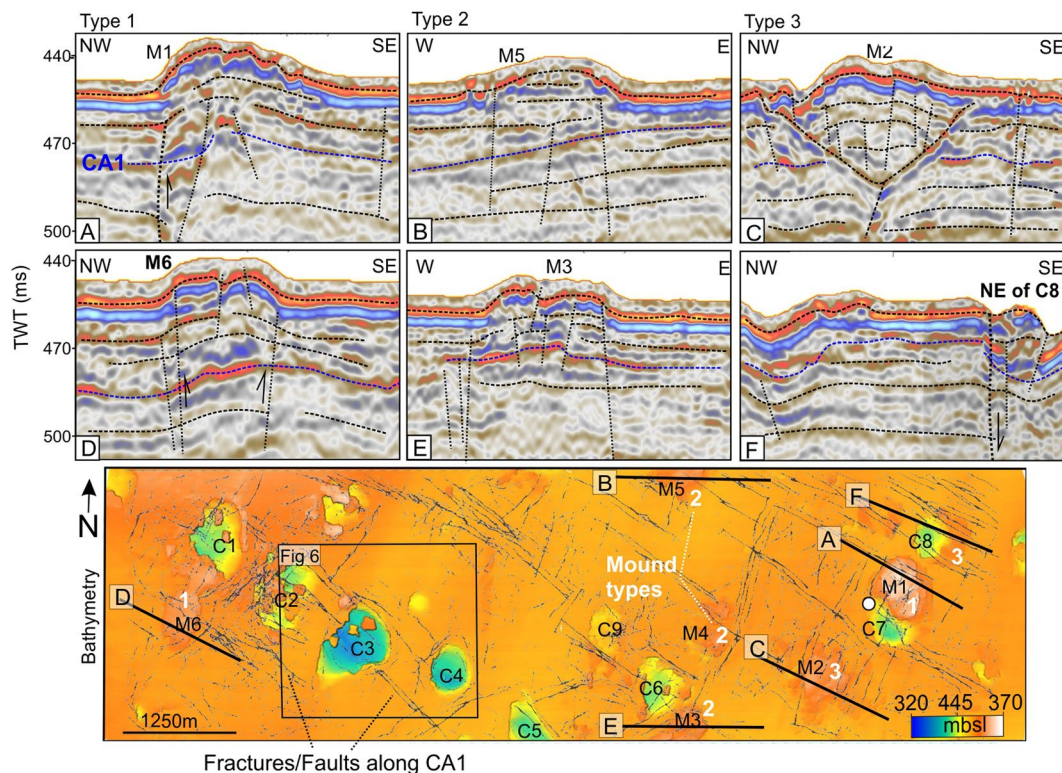 Type 1
Type 2
Type 3
NW M1 SE
W M5 E
NW M2 SE
440
470
500
CA1
A
B
C
TWT (ms)
NW M6 SE
W M3 E
NW SE
NE of C8
440
470
500
D
E
F
N
Bathymetry
B M5 2
F
C8
3
A
C1
Fig 6
C2
Mound
types
M1
1
1
D
M6
C3
C4
C9
M4
2
C7
C
M2
3
C6
2
M3
E
C5
1250m
320 445 370
mbsl
Fractures/Faults along CA1